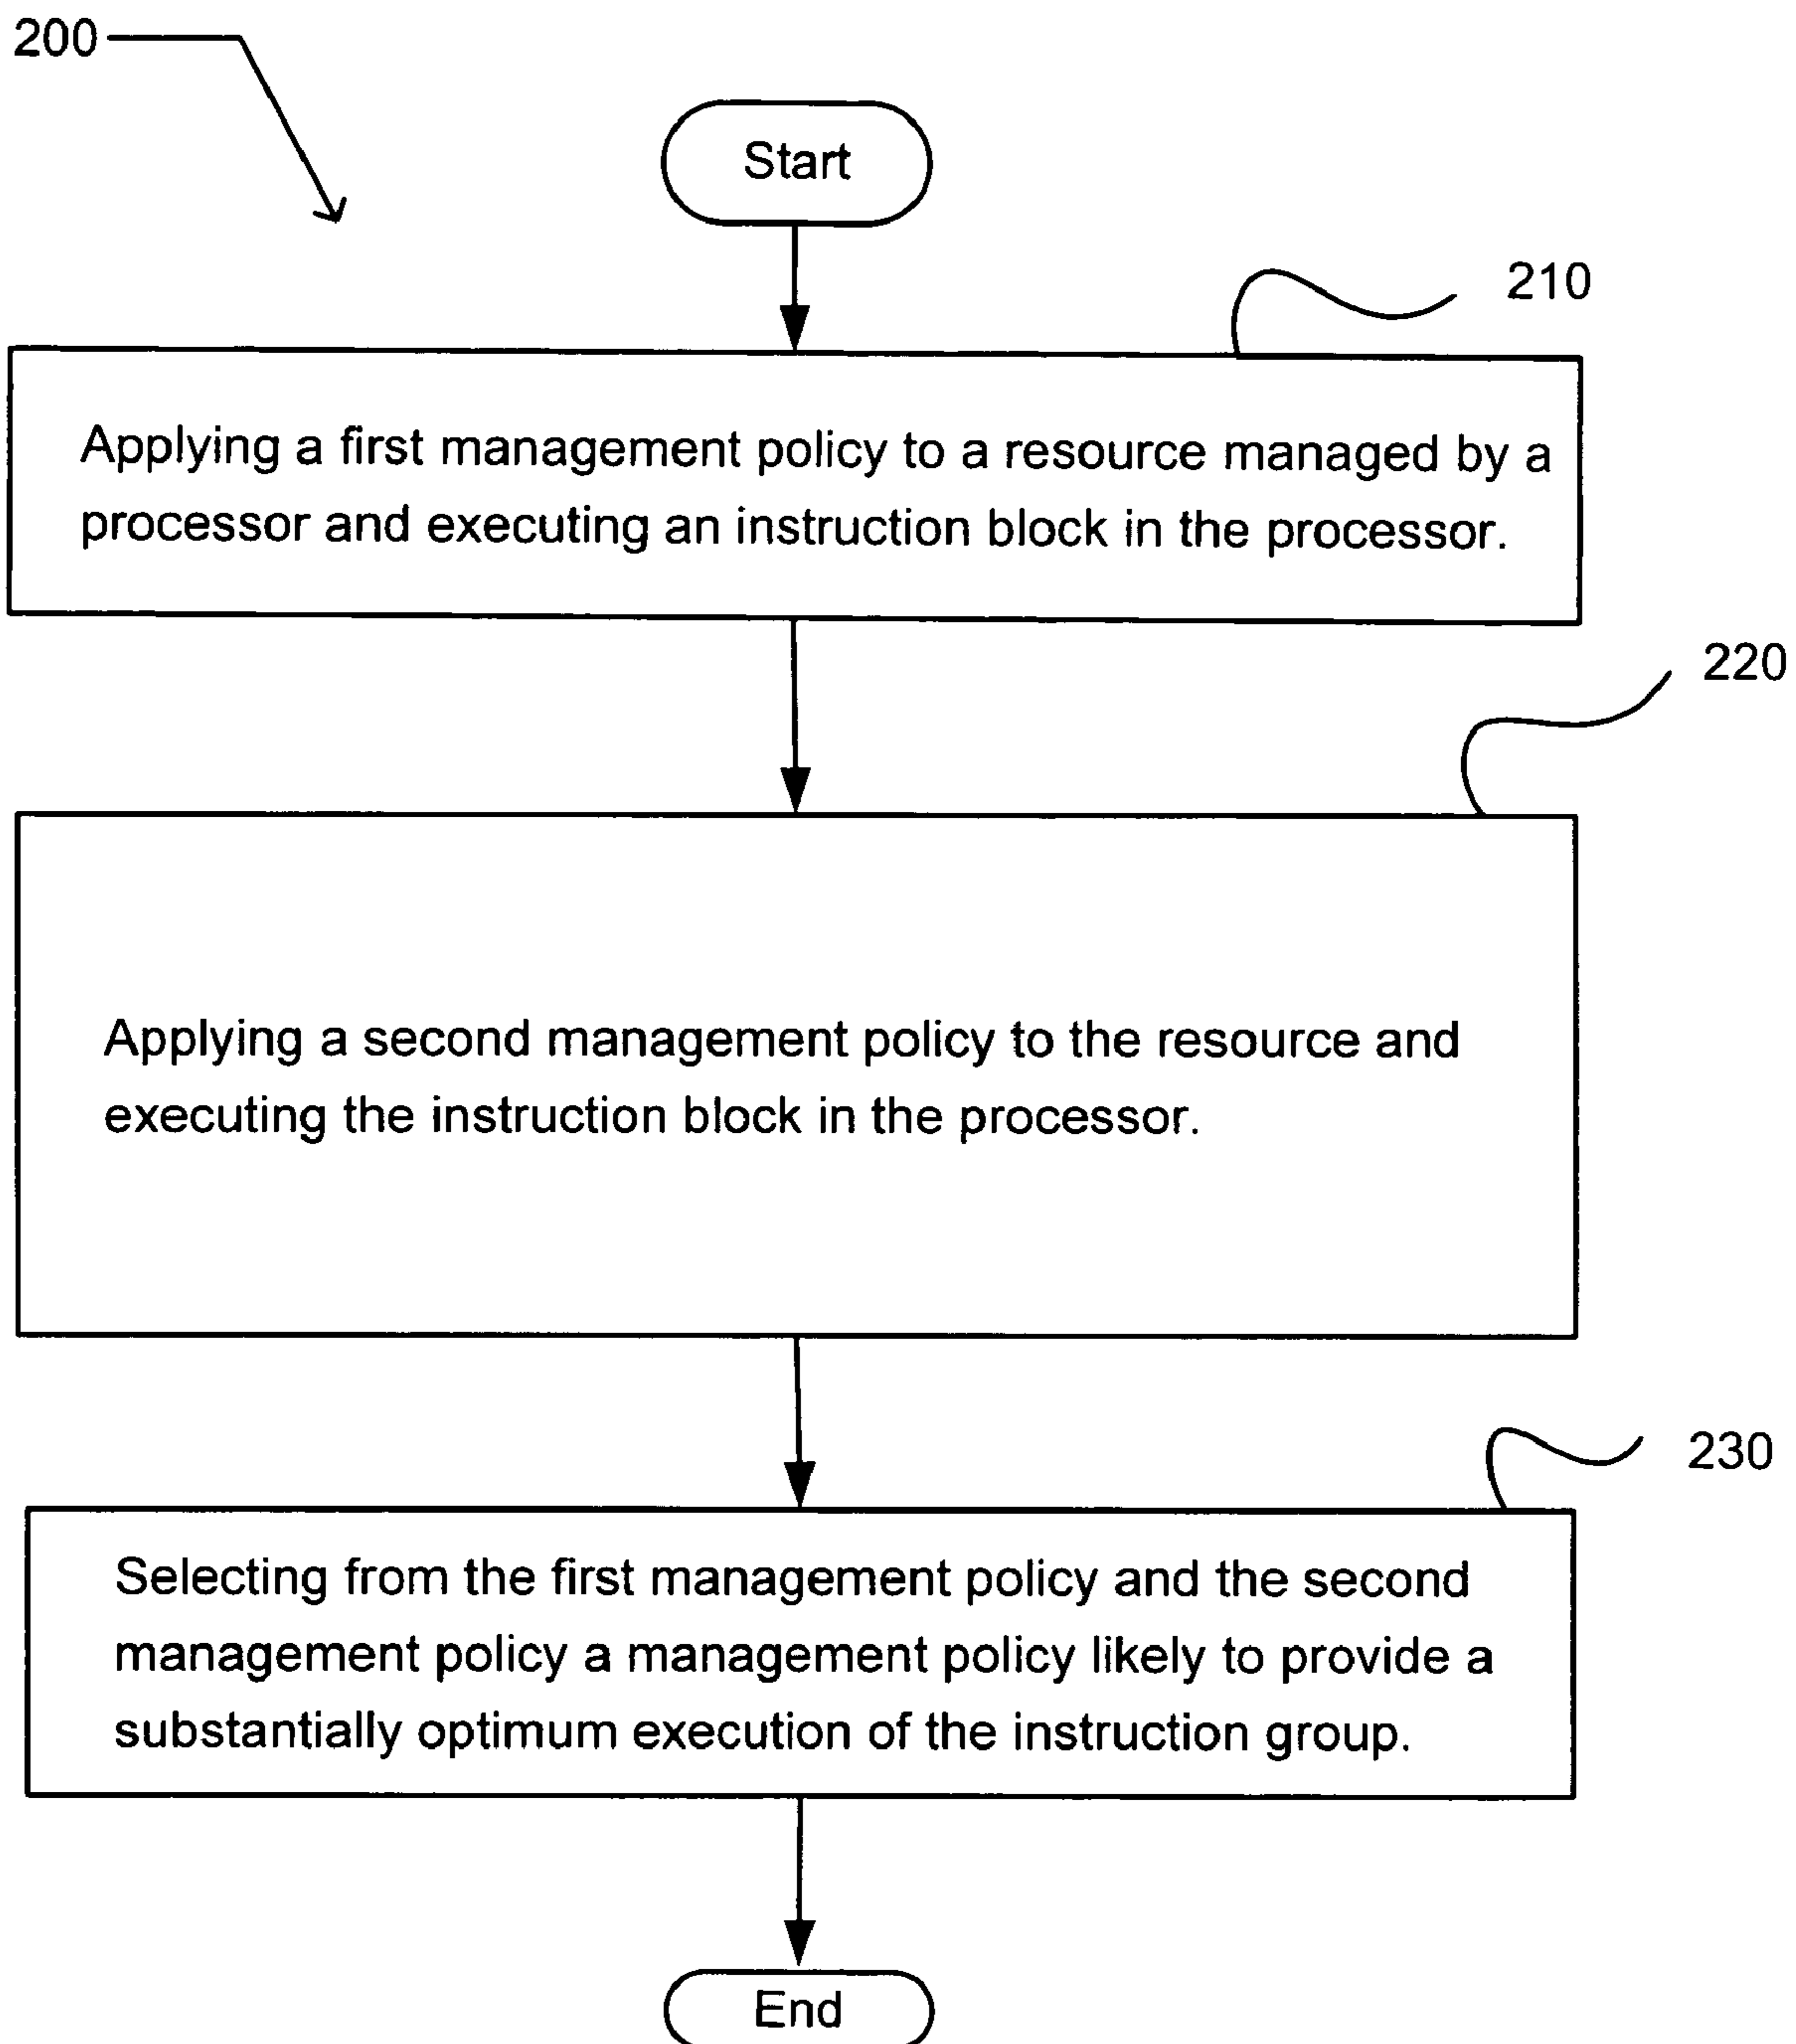 200
Start
210
Applying a first management policy to a resource managed by a
processor and executing an instruction block in the processor.
220
Applying a second management policy to the resource and
executing the instruction block in the processor.
230
Selecting from the first management policy and the second
management policy a management policy likely to provide a
substantially optimum execution of the instruction group.
End